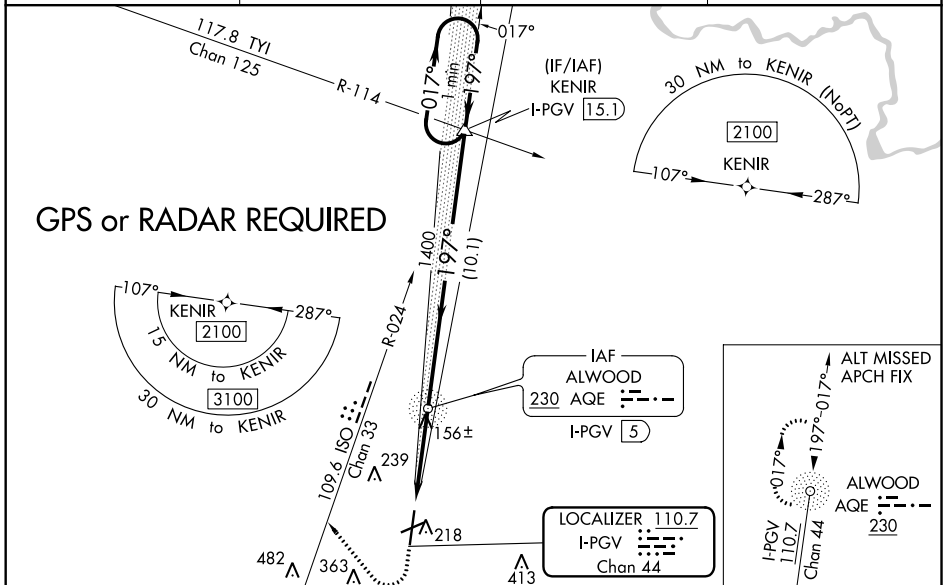 117.8 TYI
Chan 125
R-114
017°
1 min
197°
017°
(IF/IAF)
KENIR
I-PGV 15.1
30 NM to KENIR (NoPT)
2100
KENIR
107°
287°
GPS or RADAR REQUIRED
1400
197°
(10.1)
107°
KENIR
287°
2100
15 NM to KENIR
3100
30 NM to KENIR
R-024
109.6 ISO
Chan 33
IAF
ALWOOD
230 AQE
I-PGV 5
156±
239
218
482
363
413
LOCALIZER 110.7
I-PGV
Chan 44
ALT MISSED
APCH FIX
197°-017°
017°
ALWOOD
AQE
230
I-PGV
110.7
Chan 44